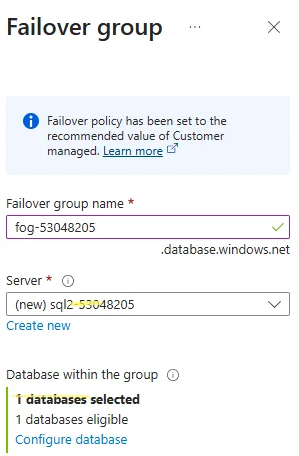 Failover group
Failover policy has been set to the
recommended value of Customer
managed. Learn more
Failover group name *
fog-53048205
.database.windows.net
Server *
(new) sql2-53048205
Create new
Database within the group
1 databases selected
1 databases eligible
Configure database